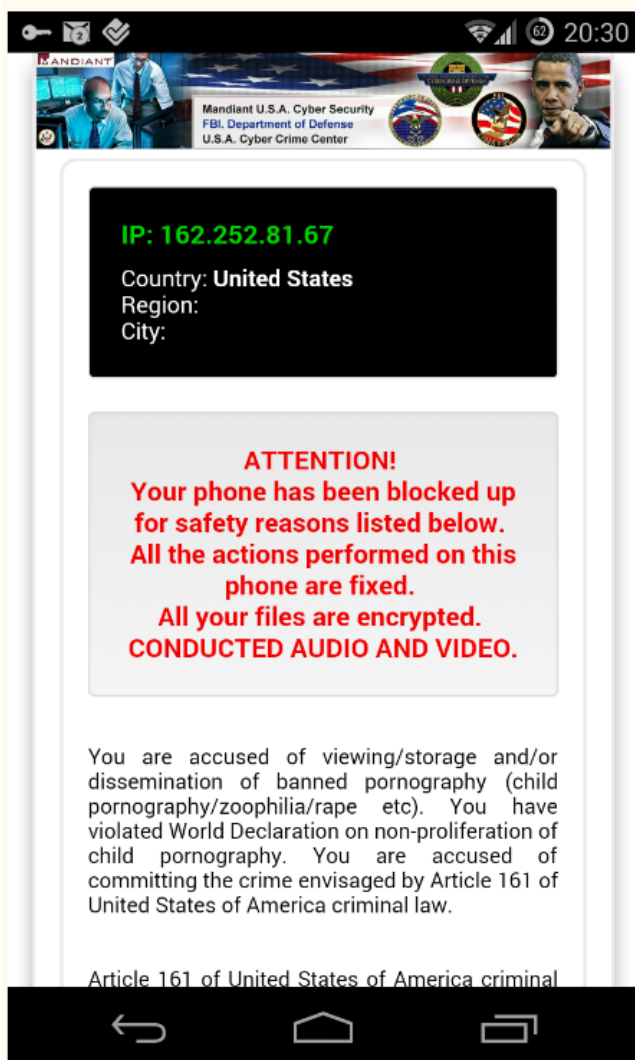 2
62
20:30
MANDIANT
CYBERCRIME DIVISION
Mandiant U.S.A. Cyber Security
FBI. Department of Defense
U.S.A. Cyber Crime Center
IP: 162.252.81.67
Country: United States
Region:
City:
ATTENTION!
Your phone has been blocked up
for safety reasons listed below.
All the actions performed on this
phone are fixed.
All your files are encrypted.
CONDUCTED AUDIO AND VIDEO.
You are accused of viewing/storage and/or
dissemination of banned pornography (child
pornography/zoophilia/rape etc). You have
violated World Declaration on non-proliferation of
child pornography. You are accused of
committing the crime envisaged by Article 161 of
United States of America criminal law.
Article 161 of United States of America criminal